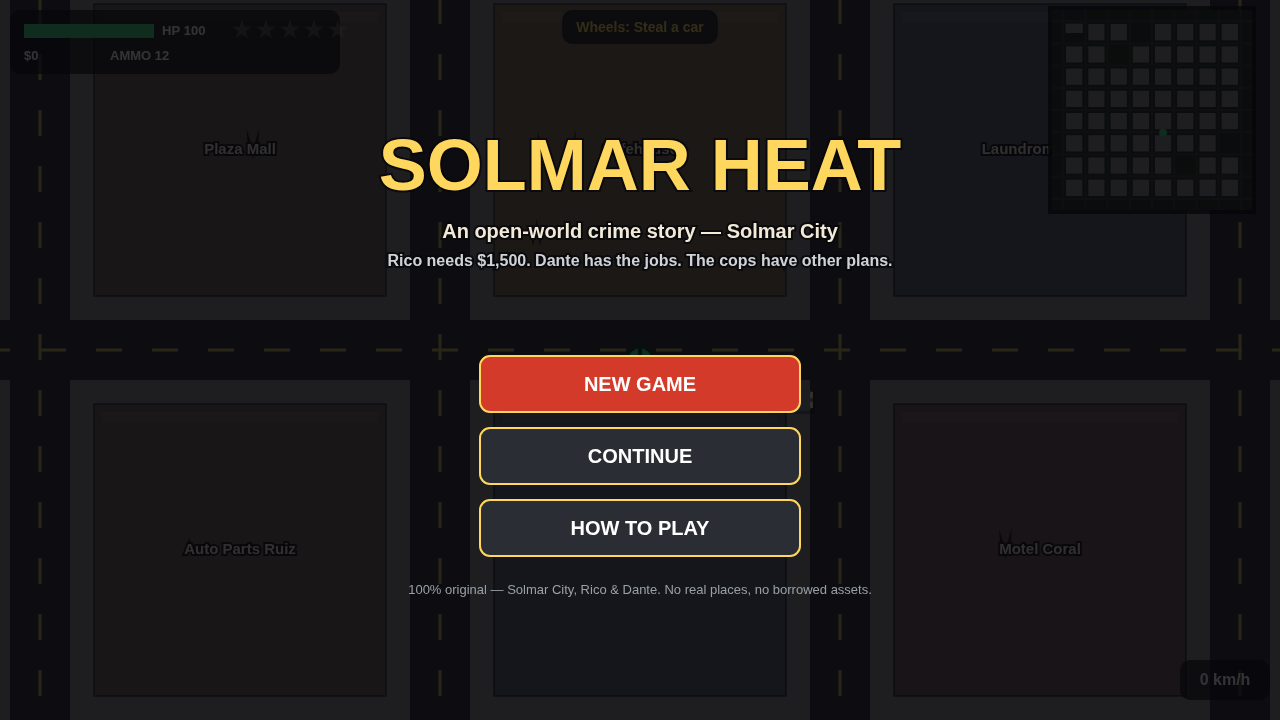 HP 100
$0
AMMO 12
Wheels: Steal a car
Plaza Mall
SOLMAR HEAT
An open-world crime story — Solmar City
Rico needs $1,500. Dante has the jobs. The cops have other plans.
NEW GAME
CONTINUE
HOW TO PLAY
Auto Parts Ruiz
Motel Coral
100% original — Solmar City, Rico & Dante. No real places, no borrowed assets.
0 km/h